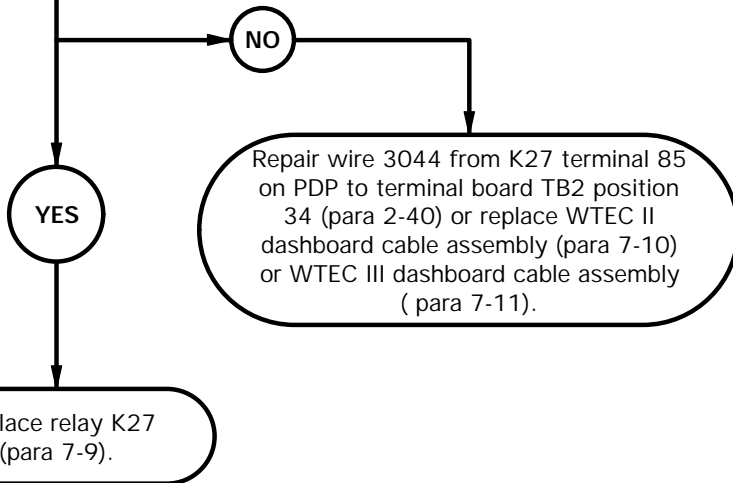 NO
Repair wire 3044 from K27 terminal 85
on PDP to terminal board TB2 position
34 (para 2-40) or replace WTEC II
dashboard cable assembly (para 7-10)
or WTEC III dashboard cable assembly
( para 7-11).
YES
lace relay K27
(para 7-9).